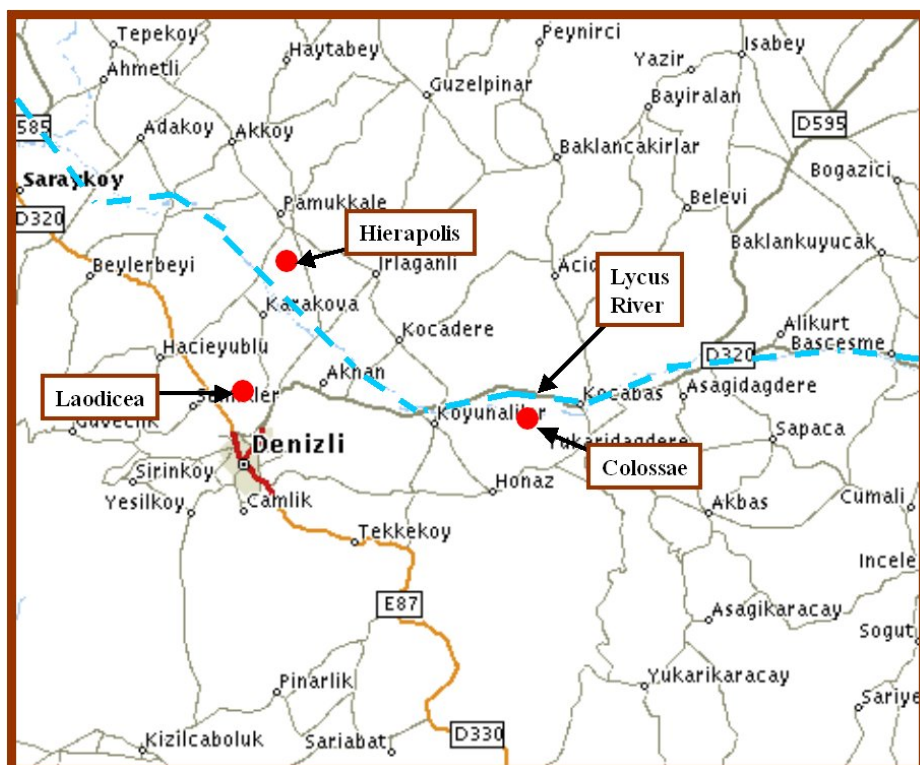 Tepekoy
Haytabey
Peynirci
Isabey
Yazir
Ahmetli
Guzelpinar
Bayiralan
585
Adakoy
Akkoy
D595
Baklancakirlar
Bogazici
Saraykoy
Pamukkale
Belevi
D320
Hierapolis
Baklankuyucak
Beylerbeyi
Irlaganli
Lycus
River
Karakova
Kocadere
Alikurt
Hacieyublu
D320
Bascesme
Akhan
Kocabas
Asagidagdere
Laodicea
Koyunaliler
Denizli
Yukaridagdere
Sapaca
Sirinkoy
Colossae
Honaz
Yesilkoy
Camlik
Akbas
Cumali
Tekkekoy
Incele
E87
Asagikaracay
Sogut
Pinarlik
Yukarikaracay
Sariye
Kizilcaboluk
Sariabat
D330